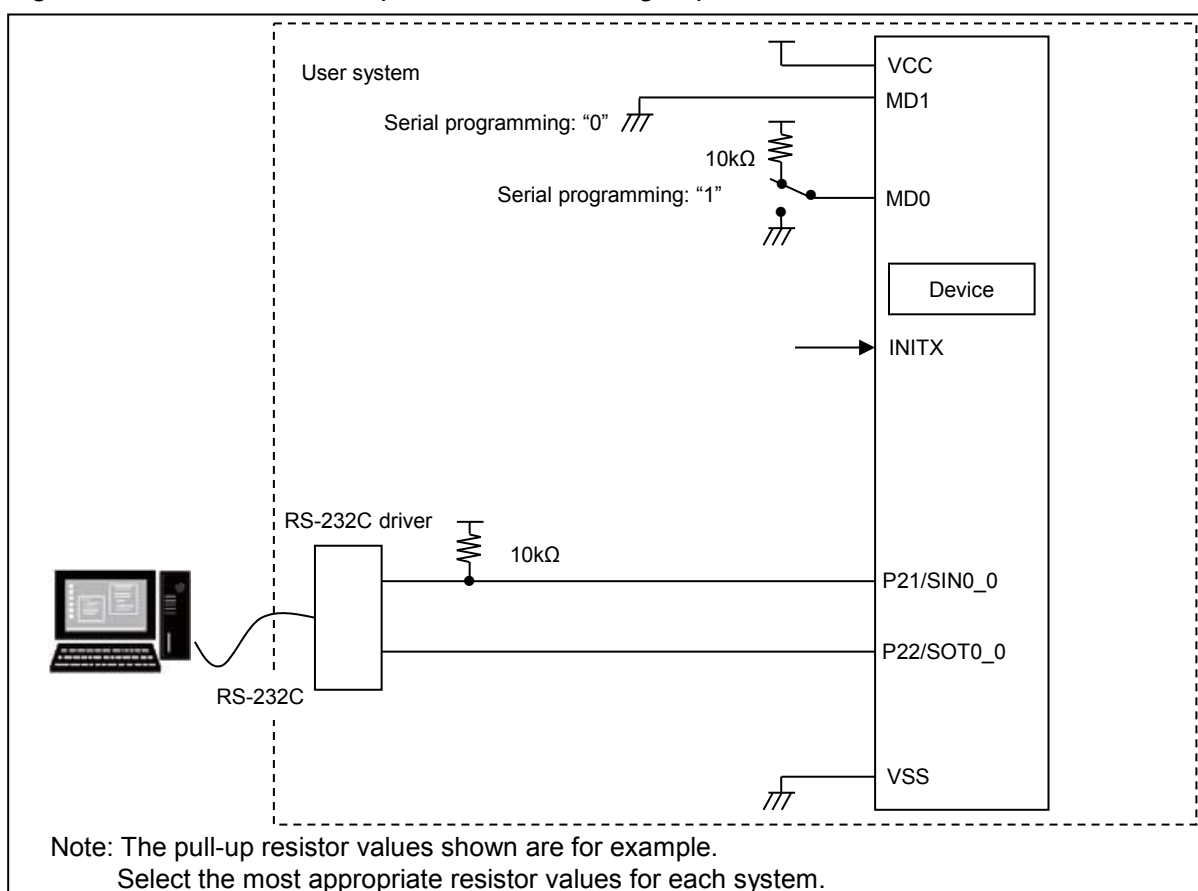 User system
VCC
MD1
Serial programming: “0”
10kΩ
Serial programming: “1”
MD0
Device
INITX
RS-232C driver
10kΩ
P21/SIN0_0
P22/SOT0_0
RS-232C
VSS
Note: The pull-up resistor values shown are for example.
Select the most appropriate resistor values for each system.